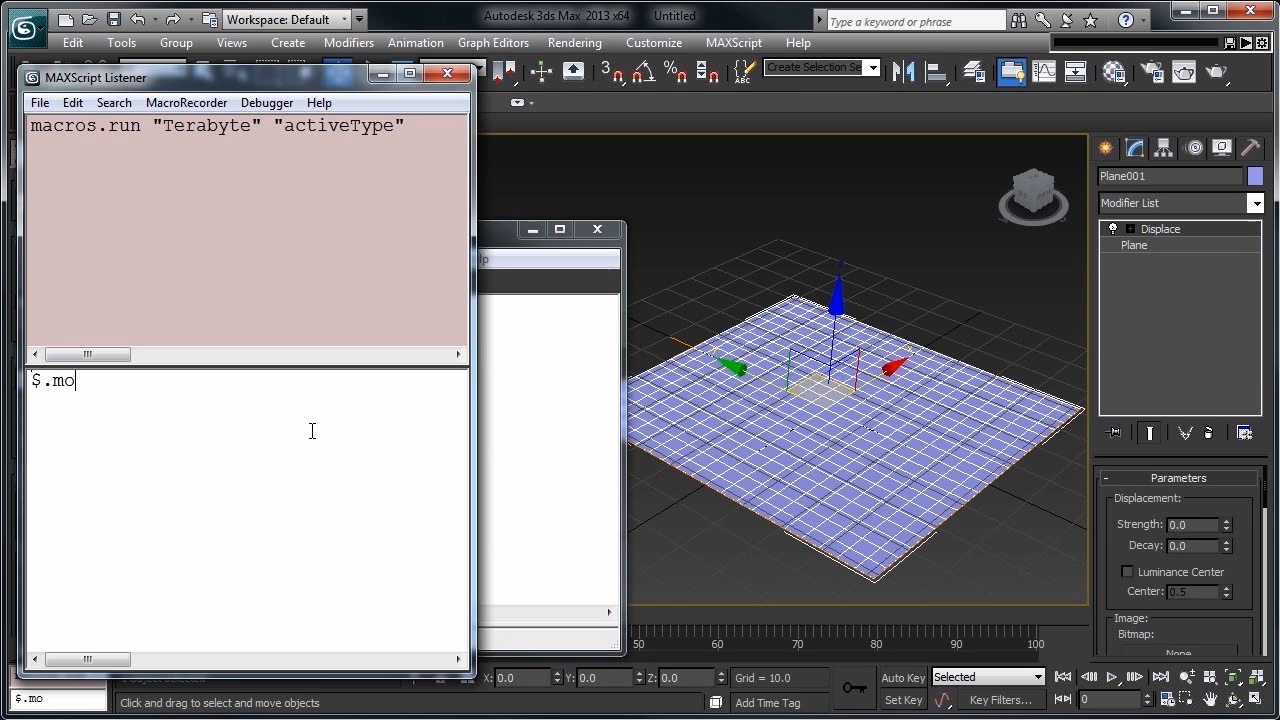 Workspace: Default
Autodesk 3ds Max 2013 x64 Untitled
Type a keyword or phrase
Edit Tools Group Views Create Modifiers Animation Graph Editors Rendering Customize MAXScript Help
Create Selection Se
MAXScript Listener
File Edit Search MacroRecorder Debugger Help
macros.run "Terabyte" "activeType"
$.mo
lp
Plane001
Modifier List
Displace
Plane
- Parameters
Displacement:
Strength: 0.0
Decay: 0.0
Luminance Center
Center: 0.5
Image:
Bitmap:
None
50 60 70 80 90 100
X: 0.0 Y: 0.0 Z: 0.0 Grid = 10.0
Auto Key Selected
$.mo
Click and drag to select and move objects
Add Time Tag
Set Key Key Filters... 0